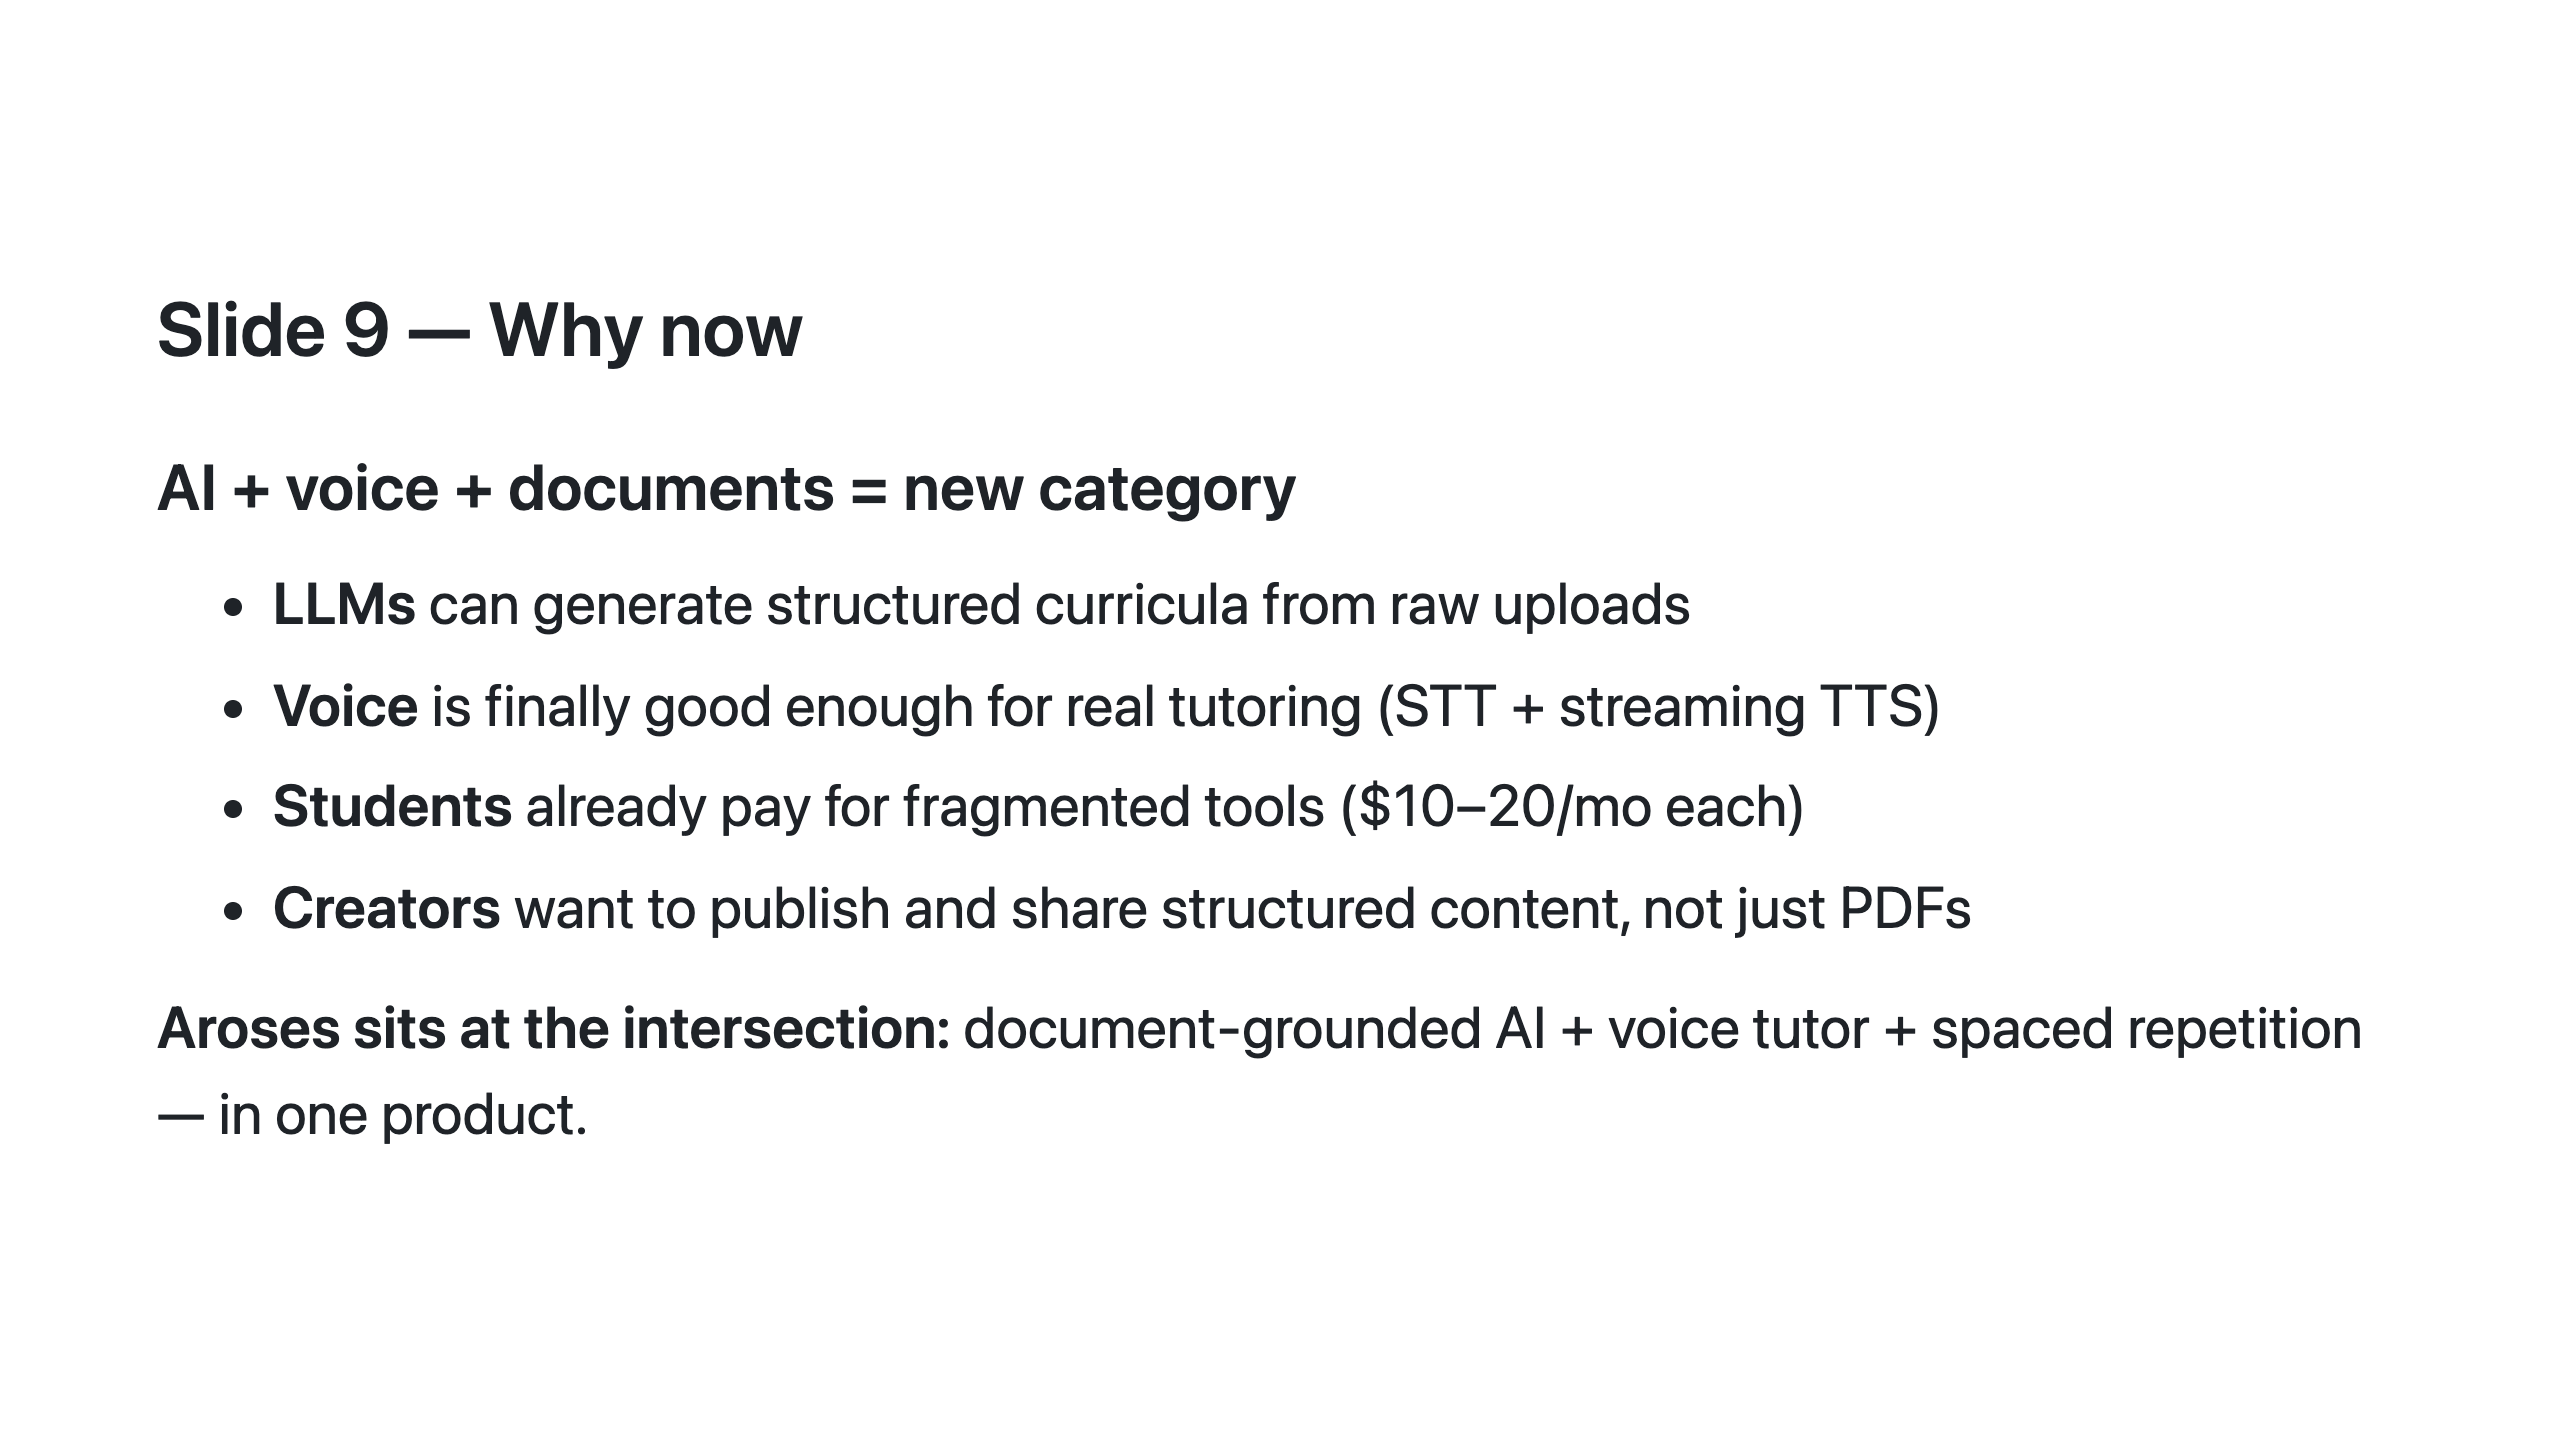 Slide 9 — Why now
AI + voice + documents = new category
• LLMs can generate structured curricula from raw uploads
• Voice is finally good enough for real tutoring (STT + streaming TTS)
• Students already pay for fragmented tools ($10–20/mo each)
• Creators want to publish and share structured content, not just PDFs
Aroses sits at the intersection: document-grounded AI + voice tutor + spaced repetition
— in one product.